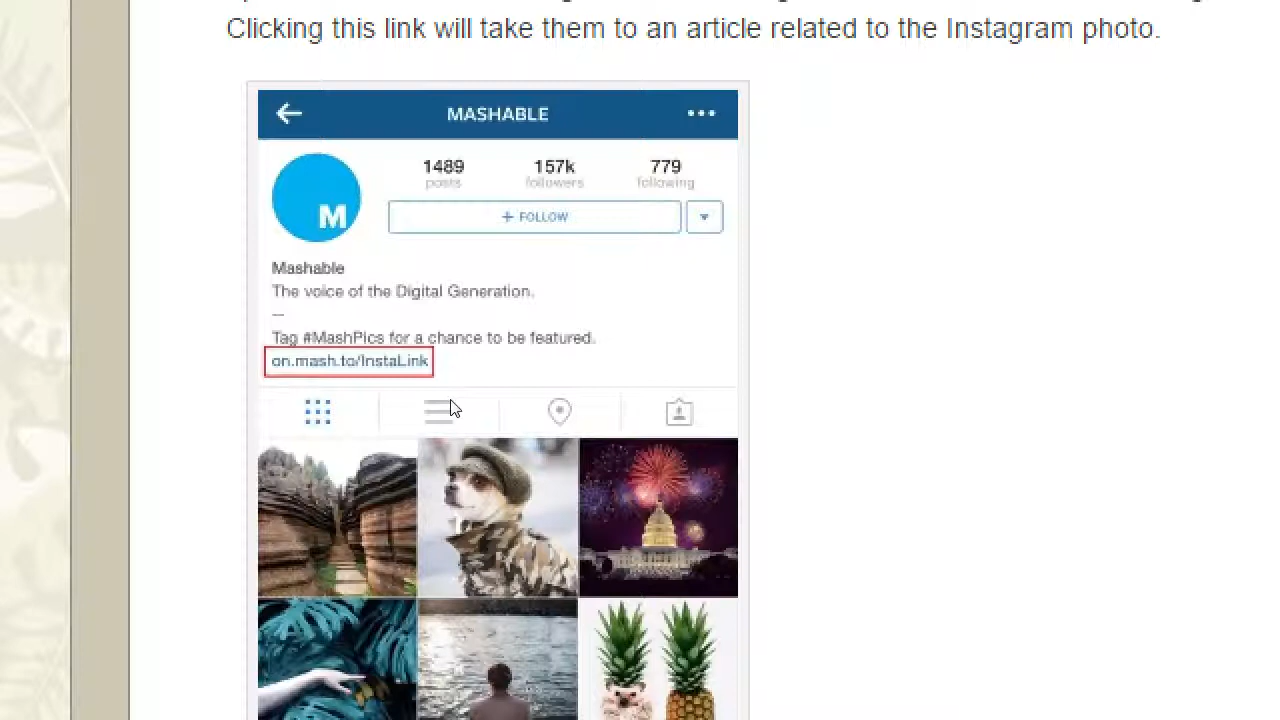 Clicking this link will take them to an article related to the Instagram photo.
MASHABLE
M
1489 157k 779
posts followers following
+ FOLLOW
Mashable
The voice of the Digital Generation.
—
Tag #MashPics for a chance to be featured.
on.mash.to/InstaLink